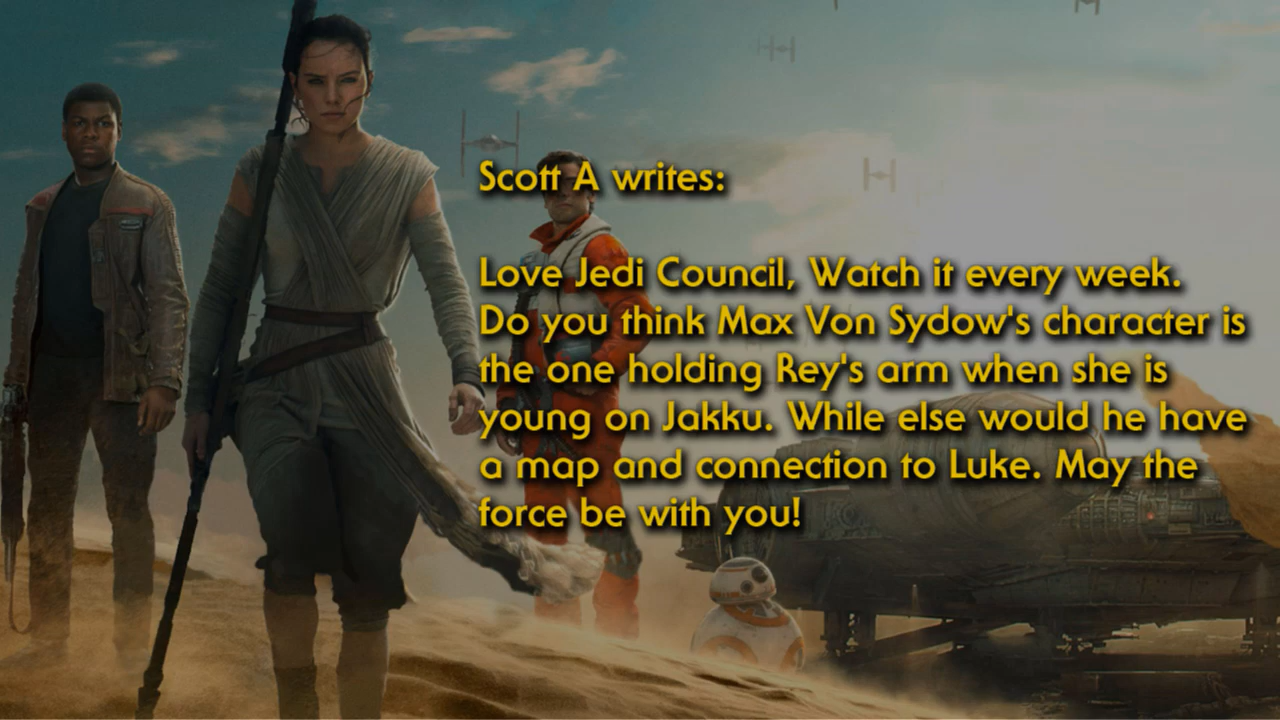 Scott A writes:
Love Jedi Council, Watch it every week.
Do you think Max Von Sydow's character is
the one holding Rey's arm when she is
young on Jakku. While else would he have
a map and connection to Luke. May the
force be with you!